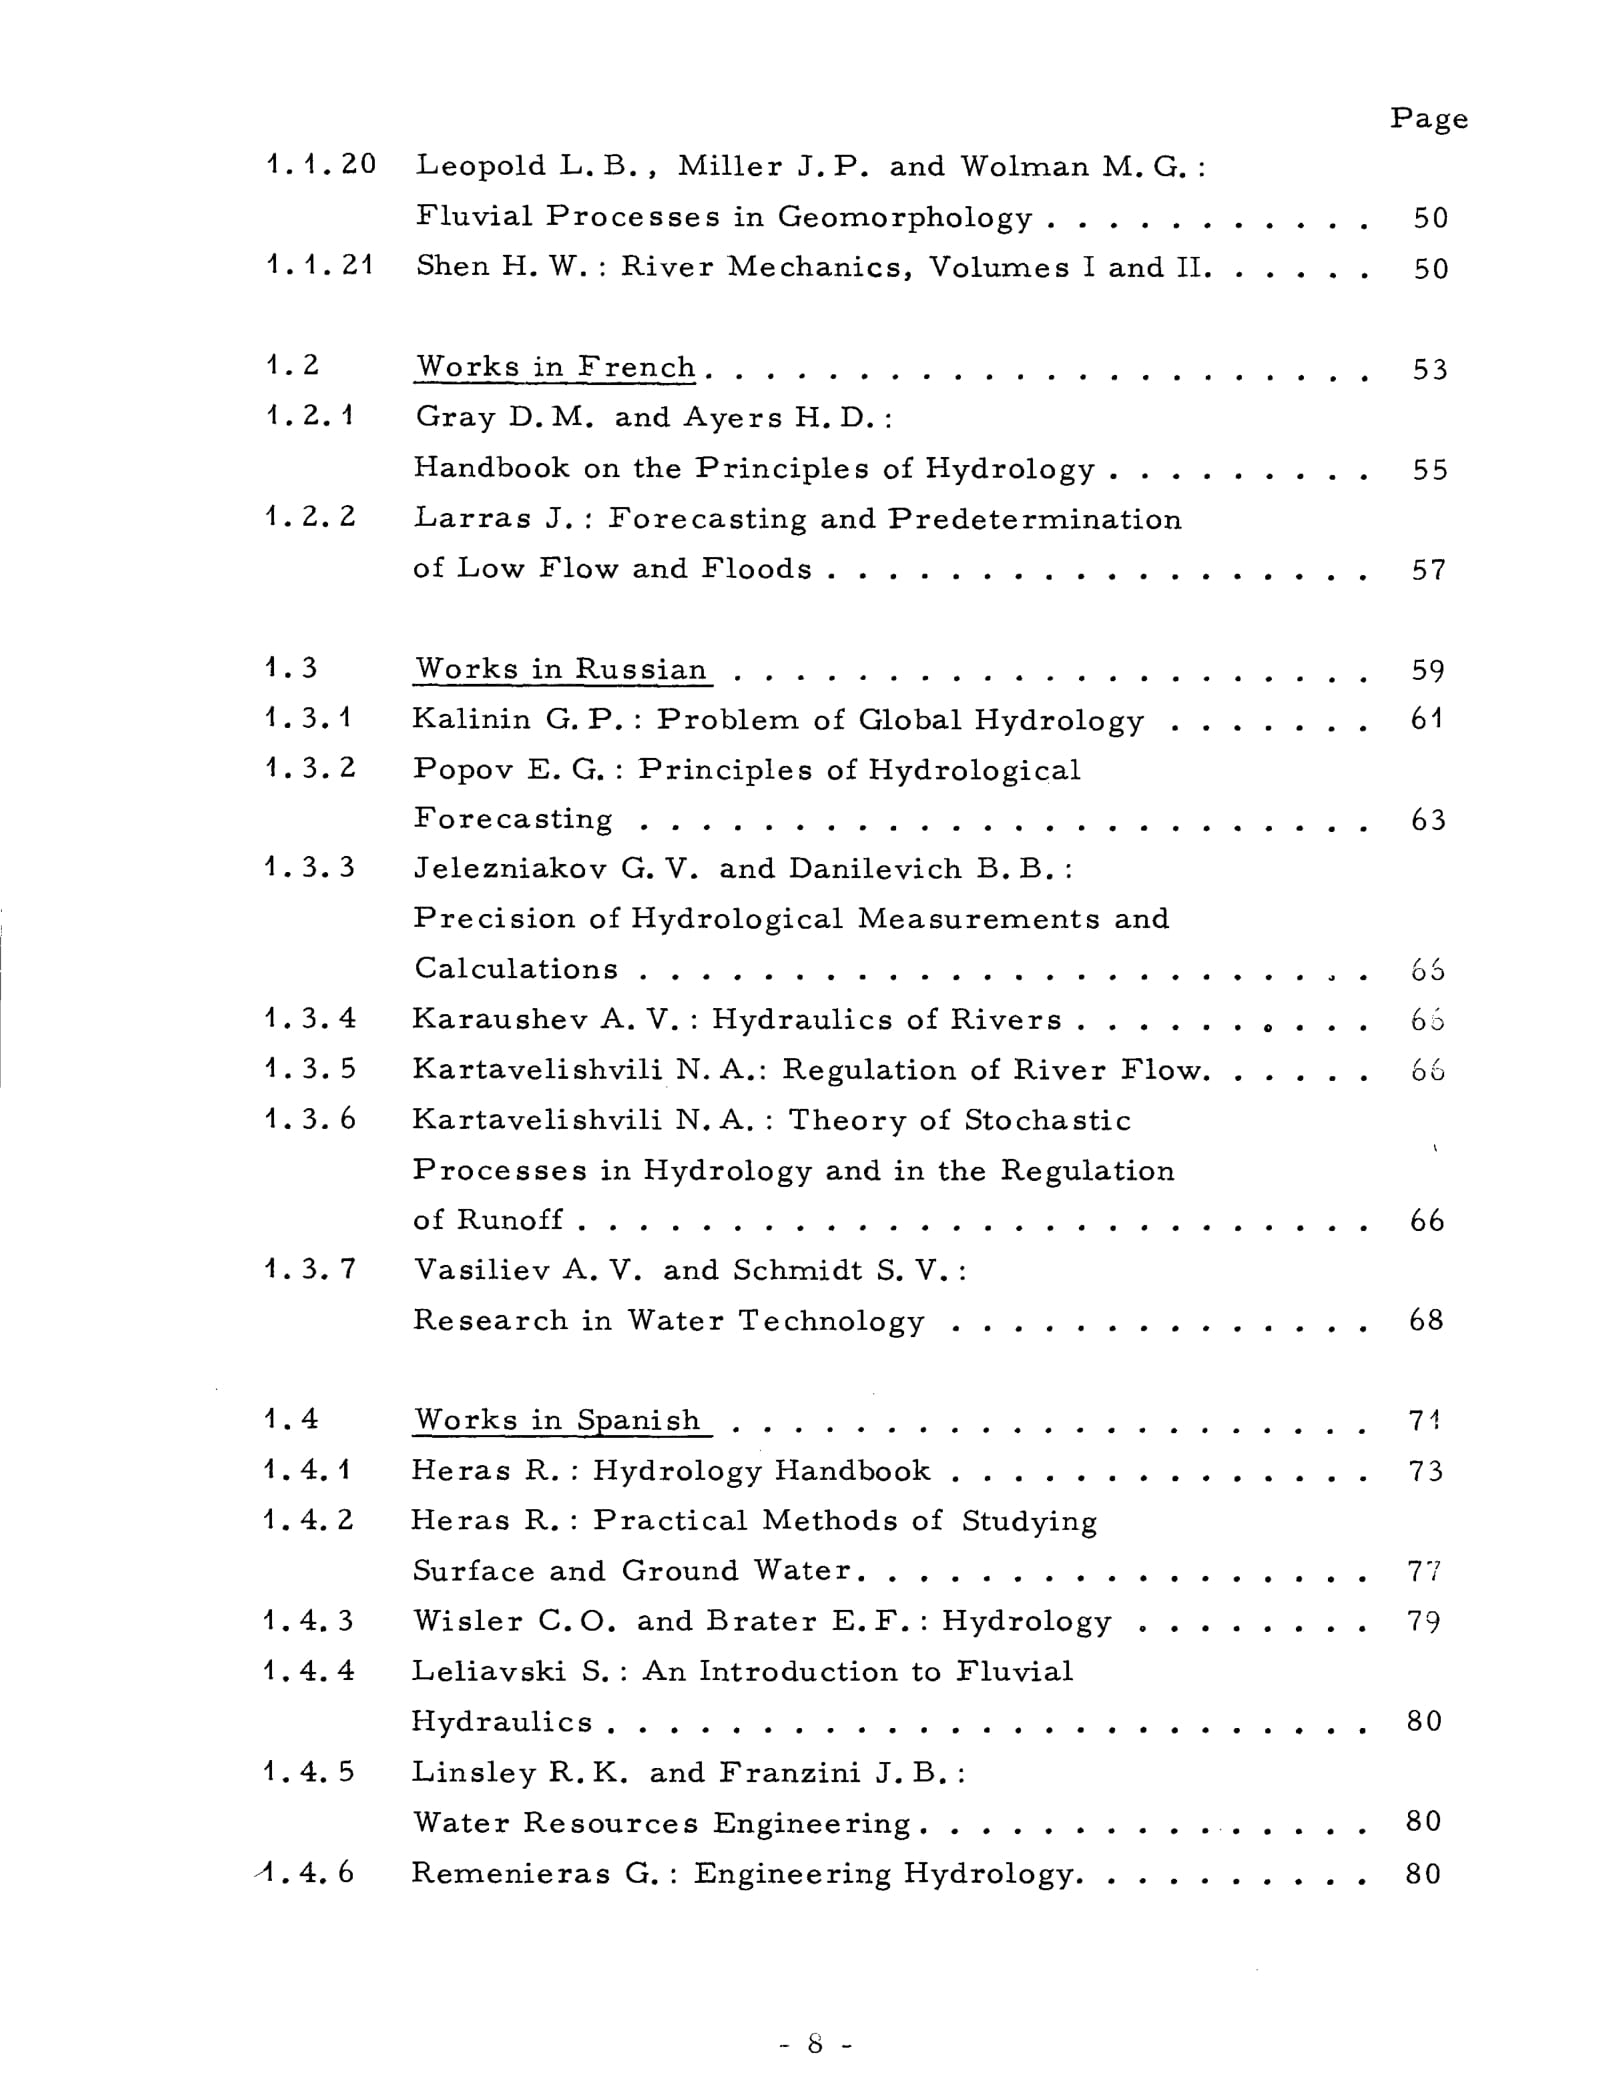 Page
1.1.20 Leopold L.B., Miller J.P. and Wolman M.G.:
Fluvial Processes in Geomorphology . . . . . . . . . . . 50
1.1.21 Shen H.W.: River Mechanics, Volumes I and II. . . . . . 50
1.2 Works in French . . . . . . . . . . . . . . . . . . . . . . 53
1.2.1 Gray D.M. and Ayers H.D.:
Handbook on the Principles of Hydrology . . . . . . . . . 55
1.2.2 Larras J.: Forecasting and Predetermination
of Low Flow and Floods . . . . . . . . . . . . . . . . . . 57
1.3 Works in Russian . . . . . . . . . . . . . . . . . . . . . 59
1.3.1 Kalinin G.P.: Problem of Global Hydrology . . . . . . . 61
1.3.2 Popov E.G.: Principles of Hydrological
Forecasting . . . . . . . . . . . . . . . . . . . . . . . . 63
1.3.3 Jelezniakov G.V. and Danilevich B.B.:
Precision of Hydrological Measurements and
Calculations . . . . . . . . . . . . . . . . . . . . . . . . 66
1.3.4 Karaushev A.V.: Hydraulics of Rivers . . . . . . . . . . 66
1.3.5 Kartavelishvili N.A.: Regulation of River Flow. . . . . . 66
1.3.6 Kartavelishvili N.A.: Theory of Stochastic
Processes in Hydrology and in the Regulation
of Runoff . . . . . . . . . . . . . . . . . . . . . . . . . . 66
1.3.7 Vasiliev A.V. and Schmidt S.V.:
Research in Water Technology . . . . . . . . . . . . . . 68
1.4 Works in Spanish . . . . . . . . . . . . . . . . . . . . . 71
1.4.1 Heras R.: Hydrology Handbook . . . . . . . . . . . . . . 73
1.4.2 Heras R.: Practical Methods of Studying
Surface and Ground Water. . . . . . . . . . . . . . . . . 77
1.4.3 Wisler C.O. and Brater E.F.: Hydrology . . . . . . . . 79
1.4.4 Leliavski S.: An Introduction to Fluvial
Hydraulics . . . . . . . . . . . . . . . . . . . . . . . . . 80
1.4.5 Linsley R.K. and Franzini J.B.:
Water Resources Engineering. . . . . . . . . . . . . . . 80
1.4.6 Remenieras G.: Engineering Hydrology. . . . . . . . . . 80
- 8 -